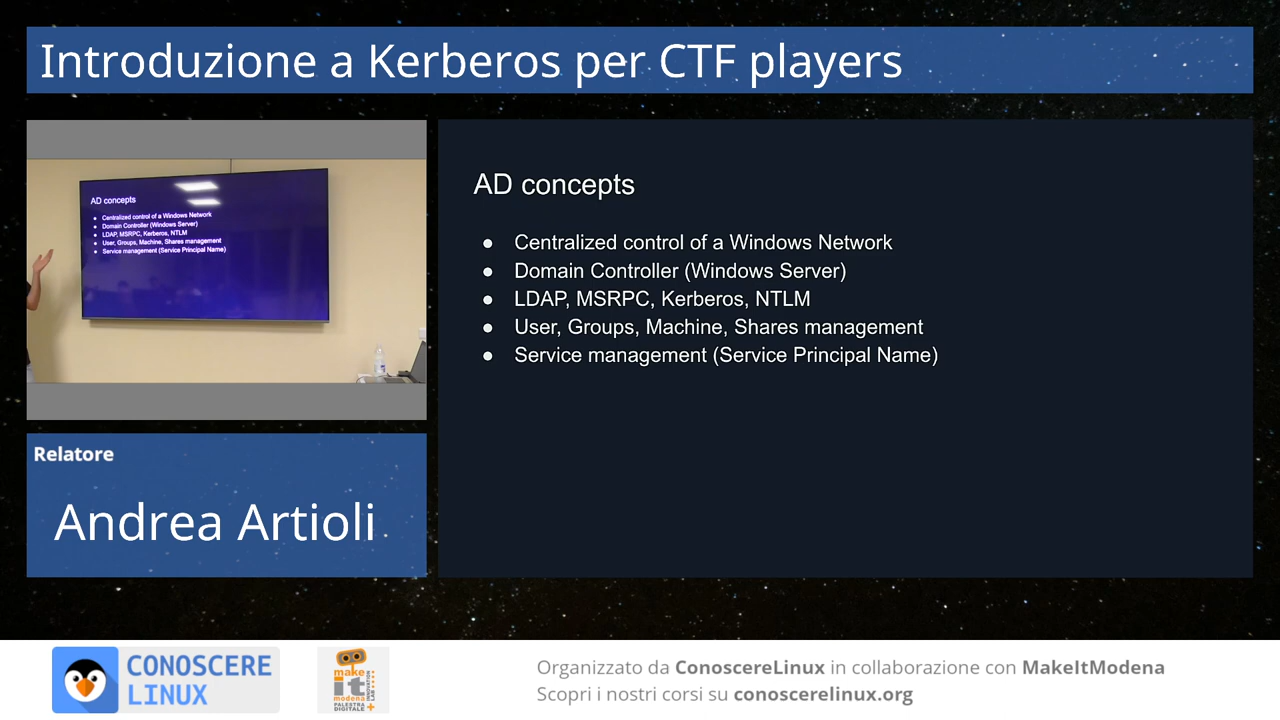 Introduzione a Kerberos per CTF players
AD concepts
● Centralized control of a Windows Network
● Domain Controller (Windows Server)
● LDAP, MSRPC, Kerberos, NTLM
● User, Groups, Machine, Shares management
● Service management (Service Principal Name)
AD concepts
● Centralized control of a Windows Network
● Domain Controller (Windows Server)
● LDAP, MSRPC, Kerberos, NTLM
● User, Groups, Machine, Shares management
● Service management (Service Principal Name)
Relatore
Andrea Artioli
CONOSCERE
LINUX
make
it
modena
PALESTRA
DIGITALE
INNOVATION
LAB
Organizzato da ConoscereLinux in collaborazione con MakeItModena
Scopri i nostri corsi su conoscerelinux.org